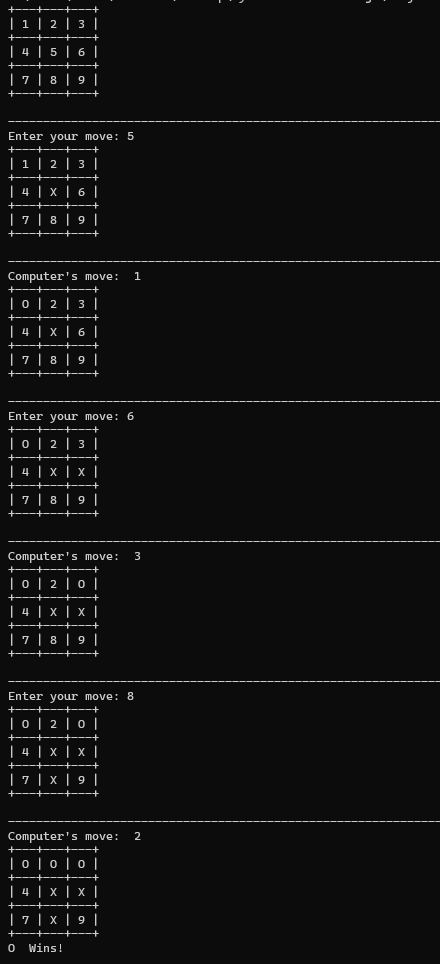 +---+---+---+
| 1 | 2 | 3 |
+---+---+---+
| 4 | 5 | 6 |
+---+---+---+
| 7 | 8 | 9 |
+---+---+---+
Enter your move: 5
+---+---+---+
| 1 | 2 | 3 |
+---+---+---+
| 4 | X | 6 |
+---+---+---+
| 7 | 8 | 9 |
+---+---+---+
Computer's move:  1
+---+---+---+
| O | 2 | 3 |
+---+---+---+
| 4 | X | 6 |
+---+---+---+
| 7 | 8 | 9 |
+---+---+---+
Enter your move: 6
+---+---+---+
| O | 2 | 3 |
+---+---+---+
| 4 | X | X |
+---+---+---+
| 7 | 8 | 9 |
+---+---+---+
Computer's move:  3
+---+---+---+
| O | 2 | O |
+---+---+---+
| 4 | X | X |
+---+---+---+
| 7 | 8 | 9 |
+---+---+---+
Enter your move: 8
+---+---+---+
| O | 2 | O |
+---+---+---+
| 4 | X | X |
+---+---+---+
| 7 | X | 9 |
+---+---+---+
Computer's move:  2
+---+---+---+
| O | O | O |
+---+---+---+
| 4 | X | X |
+---+---+---+
| 7 | X | 9 |
+---+---+---+
O  Wins!